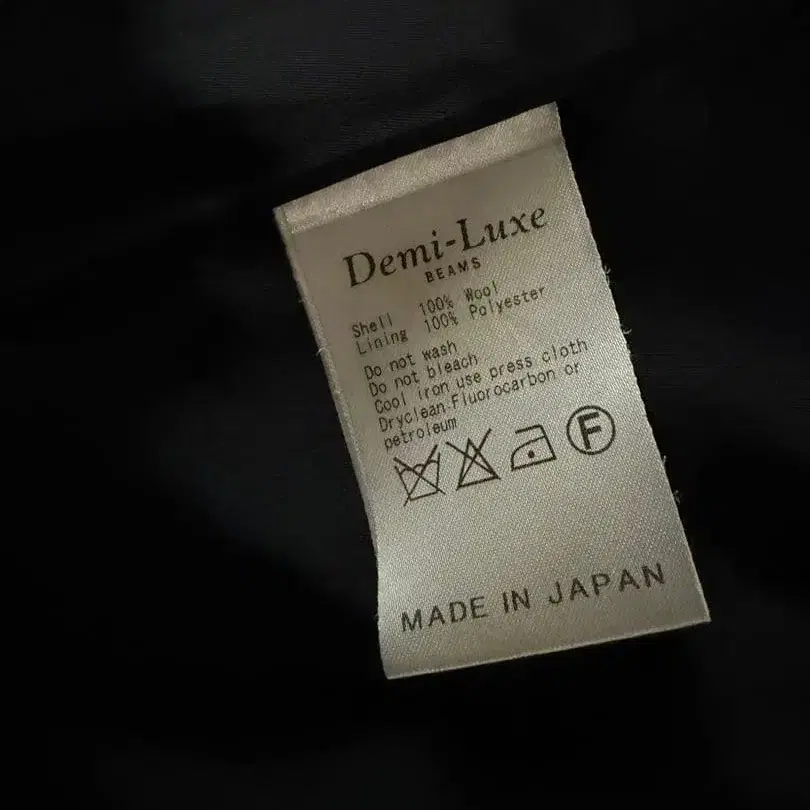 Demi-Luxe
BEAMS
Shell 100% Wool
Lining 100% Polyester
Do not wash
Do not bleach
Cool iron use press cloth
Dryclean:Fluorocarbon or
petroleum
F
MADE IN JAPAN